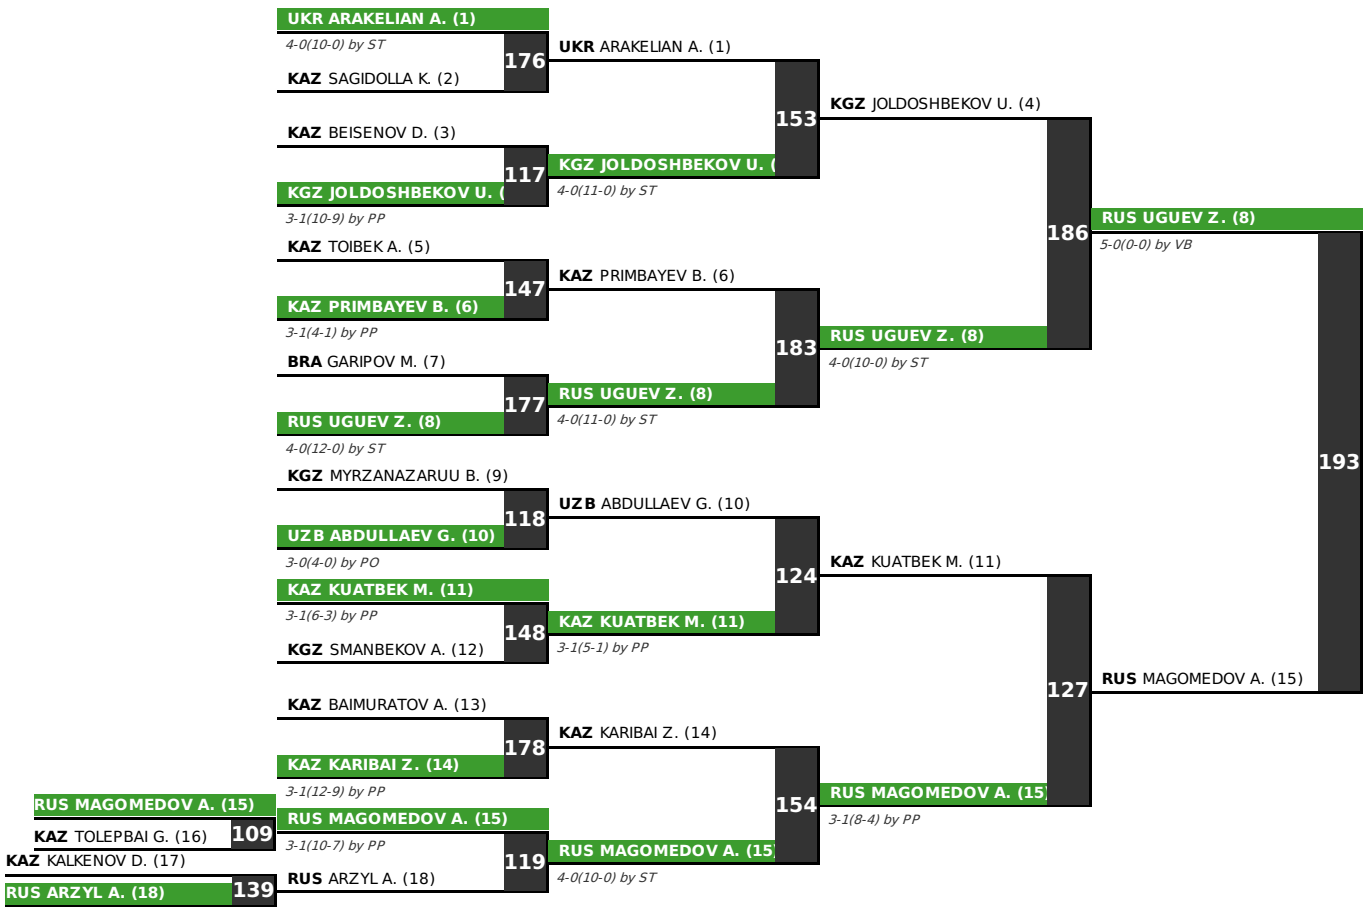 UKR ARAKELIAN A. (1)
4-0(10-0) by ST
KAZ SAGIDOLLA K. (2)
176
KAZ BEISENOV D. (3)
KGZ JOLDOSHBEKOV U. (
117
3-1(10-9) by PP
KAZ TOIBEK A. (5)
KAZ PRIMBAYEV B. (6)
147
3-1(4-1) by PP
BRA GARIPOV M. (7)
RUS UGUEV Z. (8)
177
4-0(12-0) by ST
KGZ MYRZANAZARUU B. (9)
UZB ABDULLAEV G. (10)
118
3-0(4-0) by PO
KAZ KUATBEK M. (11)
3-1(6-3) by PP
KGZ SMANBEKOV A. (12)
148
KAZ BAIMURATOV A. (13)
KAZ KARIBAI Z. (14)
178
3-1(12-9) by PP
RUS MAGOMEDOV A. (15)
KAZ TOLEPBAI G. (16)
109
KAZ KALKENOV D. (17)
RUS ARZYL A. (18)
139
RUS MAGOMEDOV A. (15)
3-1(10-7) by PP
RUS ARZYL A. (18)
119
UKR ARAKELIAN A. (1)
KGZ JOLDOSHBEKOV U. (
153
4-0(11-0) by ST
KAZ PRIMBAYEV B. (6)
RUS UGUEV Z. (8)
183
4-0(11-0) by ST
UZB ABDULLAEV G. (10)
KAZ KUATBEK M. (11)
124
3-1(5-1) by PP
KAZ KARIBAI Z. (14)
RUS MAGOMEDOV A. (15)
154
4-0(10-0) by ST
KGZ JOLDOSHBEKOV U. (4)
RUS UGUEV Z. (8)
186
4-0(10-0) by ST
KAZ KUATBEK M. (11)
RUS MAGOMEDOV A. (15)
127
3-1(8-4) by PP
RUS UGUEV Z. (8)
5-0(0-0) by VB
RUS MAGOMEDOV A. (15)
193